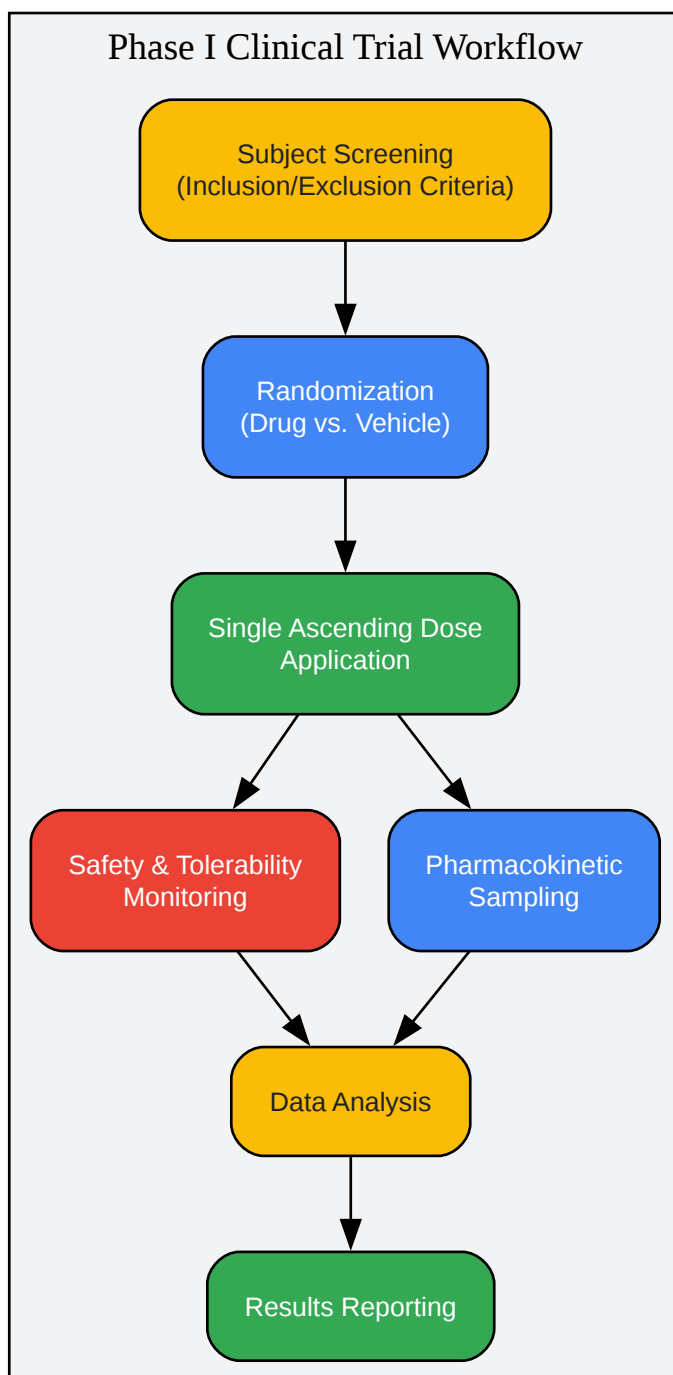 Phase I Clinical Trial Workflow
Subject Screening
(Inclusion/Exclusion Criteria)
Randomization
(Drug vs. Vehicle)
Single Ascending Dose
Application
Safety & Tolerability
Monitoring
Pharmacokinetic
Sampling
Data Analysis
Results Reporting